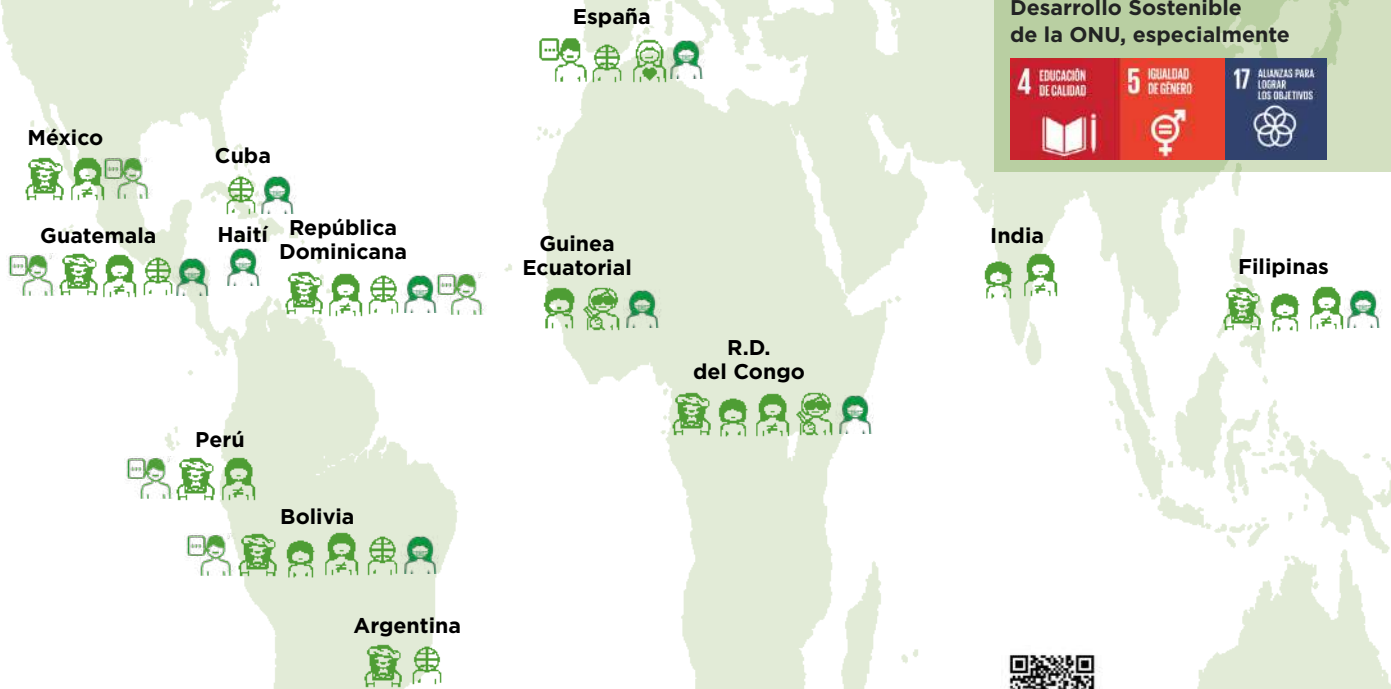 España
Desarrollo Sostenible
de la ONU, especialmente
4 EDUCACIÓN
DE CALIDAD
5 IGUALDAD
DE GÉNERO
17 ALIANZAS PARA
LOGRAR
LOS OBJETIVOS
México
Cuba
Guatemala
Haití
República
Dominicana
Guinea
Ecuatorial
India
Filipinas
R.D.
del Congo
Perú
Bolivia
Argentina